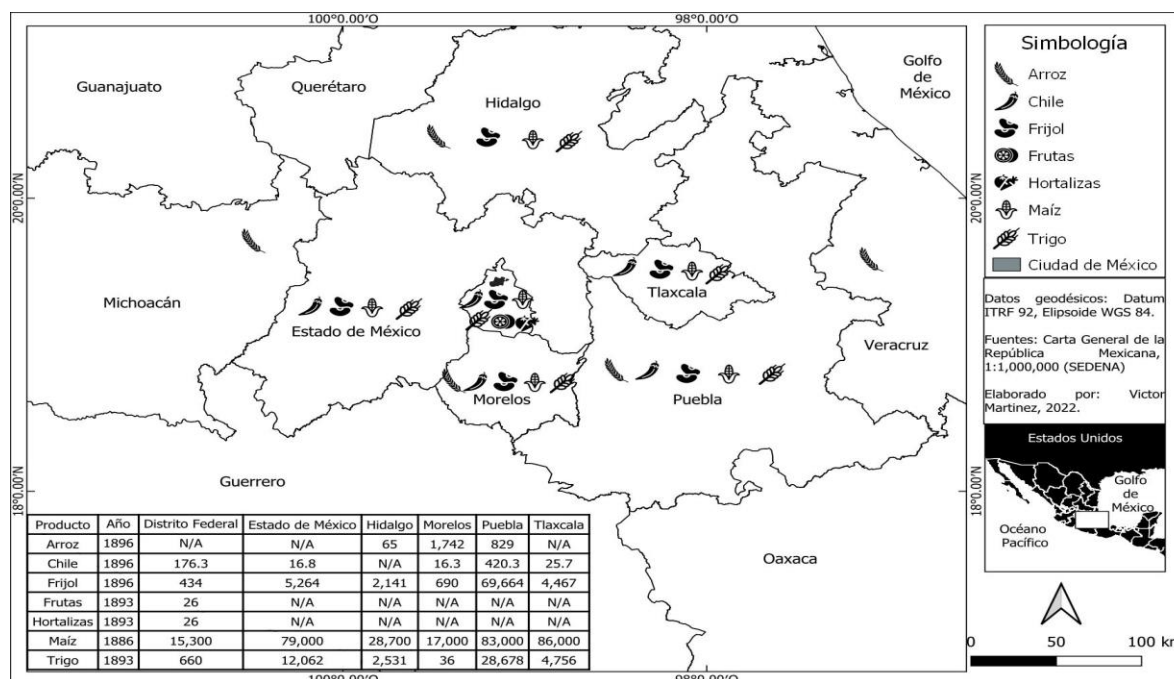 100°0.00'O
98°0.00'O
Guanajuato
Querétaro
Hidalgo
Golfo
de
México
20°0.00'N
20°0.00'N
Michoacán
Estado de México
Tlaxcala
Morelos
Puebla
Veracruz
18°0.00'N
18°0.00'N
Guerrero
Oaxaca
Producto Año Distrito Federal Estado de México Hidalgo Morelos Puebla Tlaxcala
Arroz 1896 N/A N/A 65 1,742 829 N/A
Chile 1896 176.3 16.8 N/A 16.3 420.3 25.7
Frijol 1896 434 5,264 2,141 690 69,664 4,467
Frutas 1893 26 N/A N/A N/A N/A N/A
Hortalizas 1893 26 N/A N/A N/A N/A N/A
Maíz 1886 15,300 79,000 28,700 17,000 83,000 86,000
Trigo 1893 660 12,062 2,531 36 28,678 4,756
Simbología
Arroz
Chile
Frijol
Frutas
Hortalizas
Maíz
Trigo
Ciudad de México
Datos geodésicos: Datum
ITRF 92, Elipsoide WGS 84.
Fuentes: Carta General de la
República Mexicana,
1:1,000,000 (SEDENA)
Elaborado por: Victor
Martinez, 2022.
Estados Unidos
Golfo
de
México
Océano
Pacífico
0 50 100 km